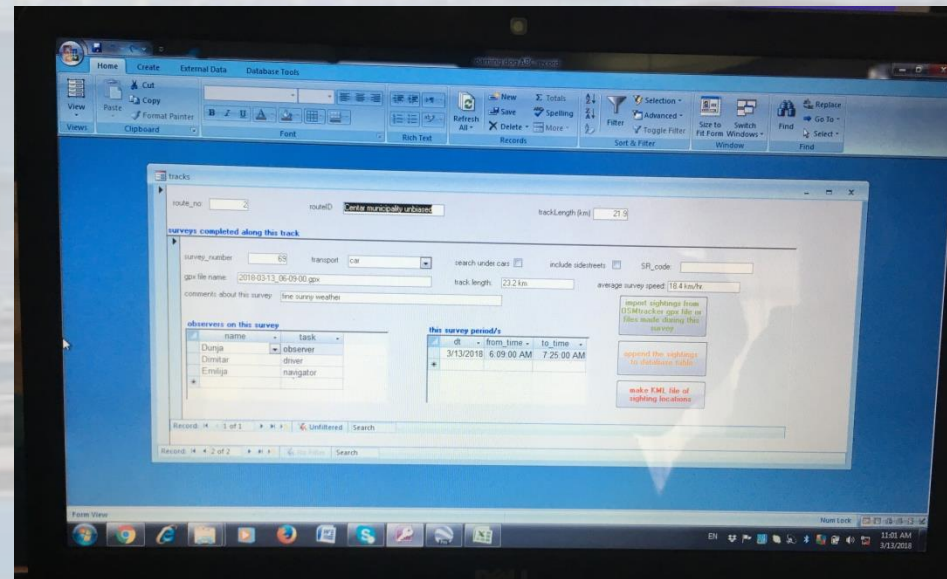 Home Create External Data Database Tools
View Paste Cut Copy Format Painter
B I U A
Refresh All New Save Delete Totals Spelling More
Filter Selection Advanced Toggle Filter
Size to Fit Form Switch Windows
Find Replace Go To Select
Views Clipboard Font Rich Text Records Sort & Filter Window Find
tracks
route_no 2 routeID Centar municipality unbiased trackLength (km) 21.9
surveys completed along this track
survey_number 69 transport car search under cars include sidestreets SR_code
gpx file name: 2018-03-13_06-09-00.gpx track length: 23.2 km average survey speed: 18.4 km/hr
comments about this survey fine sunny weather
import sightings from OSMtracker gpx file or files made during this survey
observers on this survey this survey period/s
name task dt from_time to_time
Dunja observer 3/13/2018 6:09:00 AM 7:25:00 AM
Dimitar driver
append the sightings to database table
Emilija navigator
make KML file of sighting locations
Record: 1 of 1 Unfiltered Search
Record: 2 of 2 No Filter Search
Form View Num Lock
EN 11:01 AM
3/13/2018
DELL